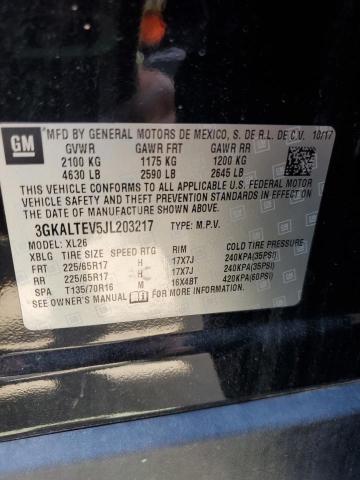 GM
*MFD BY GENERAL MOTORS DE MEXICO, S. DE R.L. DE C.V. 10/17
GVWR GAWR FRT GAWR RR
2100 KG 1175 KG 1200 KG
4630 LB 2590 LB 2645 LB
THIS VEHICLE CONFORMS TO ALL APPLICABLE U.S. FEDERAL MOTOR
VEHICLE SAFETY, BUMPER, AND THEFT PREVENTION STANDARDS
IN EFFECT ON THE DATE OF MANUFACTURE SHOWN ABOVE.
3GKALTEV5JL203217 TYPE: M.P.V.
MODEL: XL26
XBLG TIRE SIZE SPEED RTG RIM COLD TIRE PRESSURE
FRT 225/65R17 H 17X7J 240KPA(35PSI)
RR 225/65R17 H 17X7J 240KPA(35PSI)
SPA T135/70R16 M 16X4BT 420KPA(60PSI)
*SEE OWNER'S MANUAL FOR MORE INFORMATION.